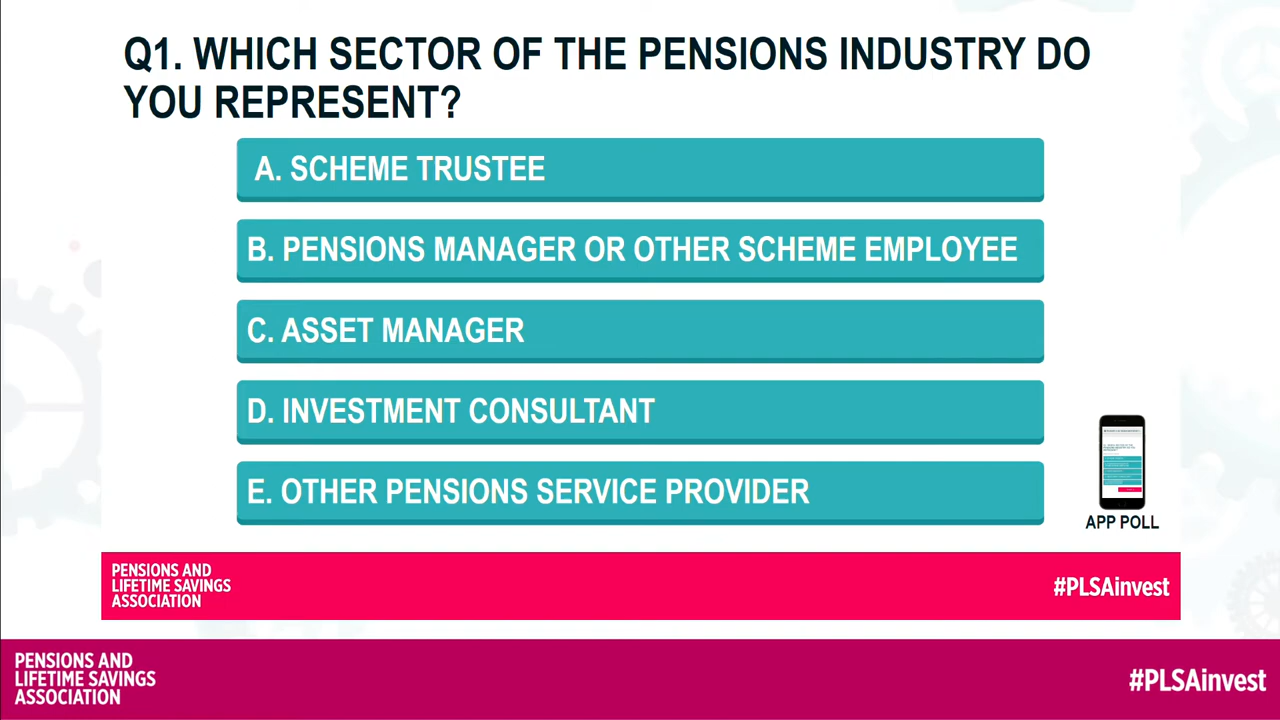 Q1. WHICH SECTOR OF THE PENSIONS INDUSTRY DO
YOU REPRESENT?
A. SCHEME TRUSTEE
B. PENSIONS MANAGER OR OTHER SCHEME EMPLOYEE
C. ASSET MANAGER
D. INVESTMENT CONSULTANT
E. OTHER PENSIONS SERVICE PROVIDER
APP POLL
PENSIONS AND
LIFETIME SAVINGS
ASSOCIATION
#PLSAinvest
PENSIONS AND
LIFETIME SAVINGS
ASSOCIATION
#PLSAinvest